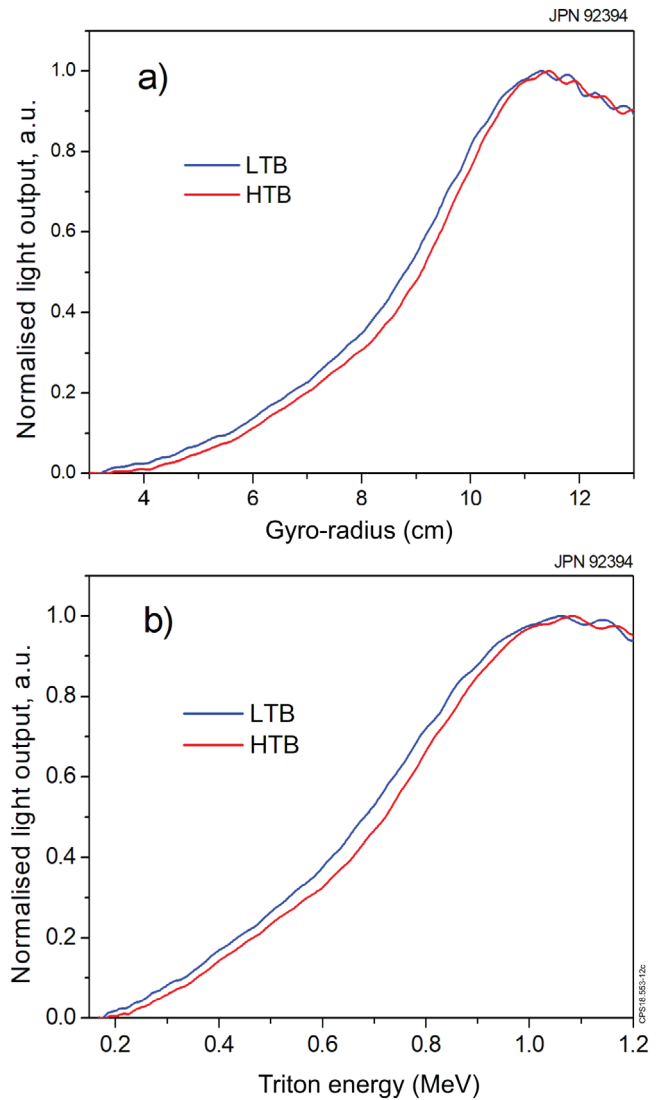 JPN 92394
a)
LTB
HTB
Normalised light output, a.u.
1.0
0.8
0.6
0.4
0.2
0.0
4 6 8 10 12
Gyro-radius (cm)
JPN 92394
b)
LTB
HTB
Normalised light output, a.u.
1.0
0.8
0.6
0.4
0.2
0.0
0.2 0.4 0.6 0.8 1.0 1.2
Triton energy (MeV)
CPS18.553-12c